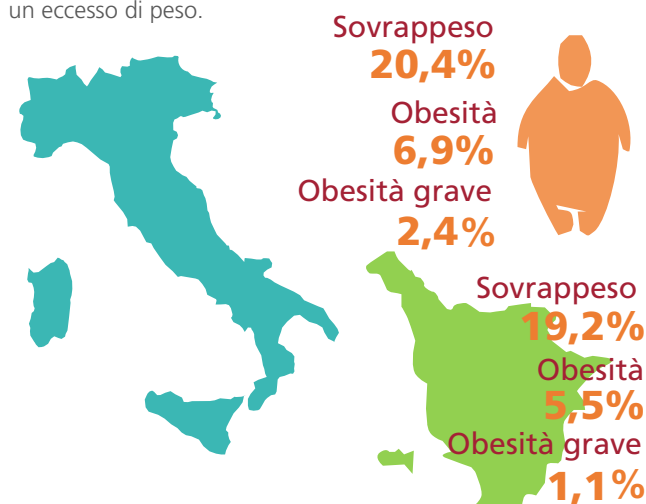 un eccesso di peso.
Sovrappeso
20,4%
Obesità
6,9%
Obesità grave
2,4%
Sovrappeso
19,2%
Obesità
5,5%
Obesità grave
1,1%